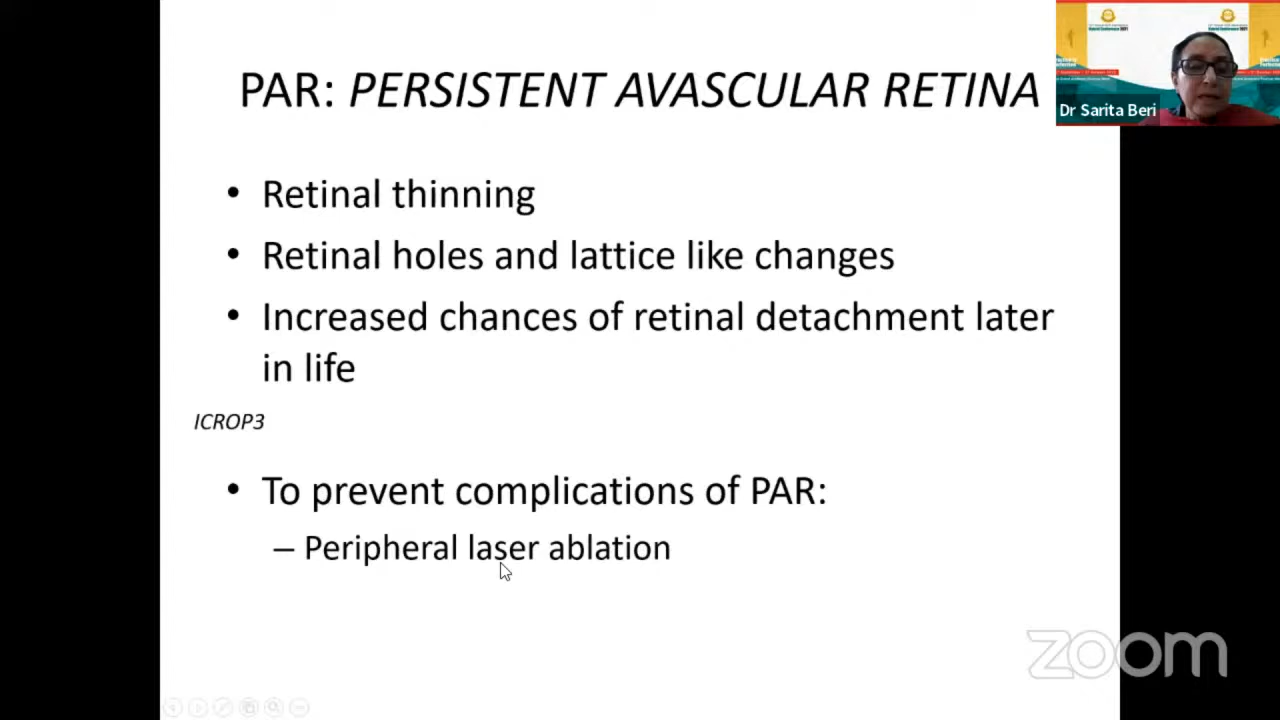 PAR: PERSISTENT AVASCULAR RETINA
Dr Sarita Beri
• Retinal thinning
• Retinal holes and lattice like changes
• Increased chances of retinal detachment later
in life
ICROP3
• To prevent complications of PAR:
– Peripheral laser ablation
zoom